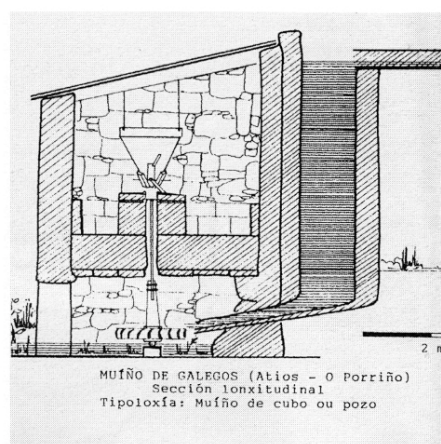 2 m
MUÍÑO DE GALEGOS (Atios - O Porriño)
Sección lonxitudinal
Tipoloxía: Muíño de cubo ou pozo